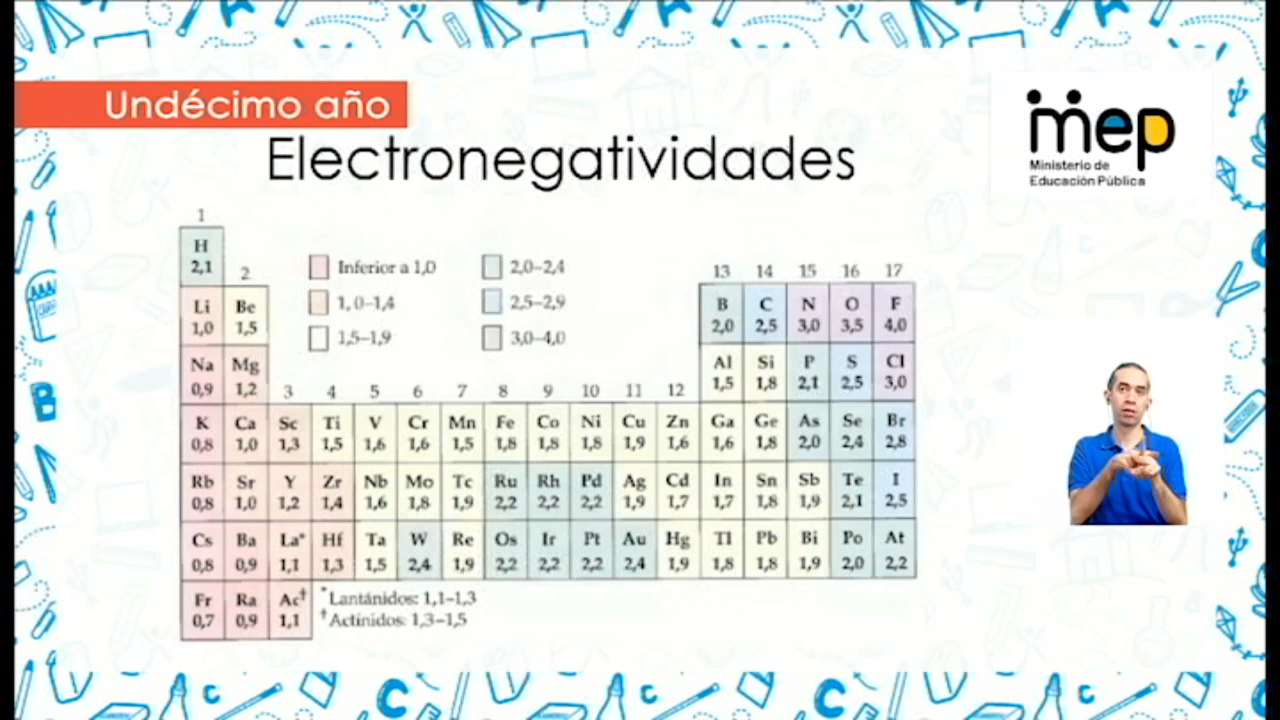 Undécimo año
Electronegatividades
mep
Ministerio de
Educación Pública
1
H
2,1
2
Inferior a 1,0
2,0–2,4
1, 0–1,4
2,5–2,9
1,5–1,9
3,0–4,0
13 14 15 16 17
Li Be B C N O F
1,0 1,5 2,0 2,5 3,0 3,5 4,0
Na Mg Al Si P S Cl
0,9 1,2 1,5 1,8 2,1 2,5 3,0
3 4 5 6 7 8 9 10 11 12
K Ca Sc Ti V Cr Mn Fe Co Ni Cu Zn Ga Ge As Se Br
0,8 1,0 1,3 1,5 1,6 1,6 1,5 1,8 1,8 1,8 1,9 1,6 1,6 1,8 2,0 2,4 2,8
Rb Sr Y Zr Nb Mo Tc Ru Rh Pd Ag Cd In Sn Sb Te I
0,8 1,0 1,2 1,4 1,6 1,8 1,9 2,2 2,2 2,2 1,9 1,7 1,7 1,8 1,9 2,1 2,5
Cs Ba La* Hf Ta W Re Os Ir Pt Au Hg Tl Pb Bi Po At
0,8 0,9 1,1 1,3 1,5 2,4 1,9 2,2 2,2 2,2 2,4 1,9 1,8 1,8 1,9 2,0 2,2
Fr Ra Ac†
0,7 0,9 1,1
*Lantánidos: 1,1–1,3
†Actínidos: 1,3–1,5